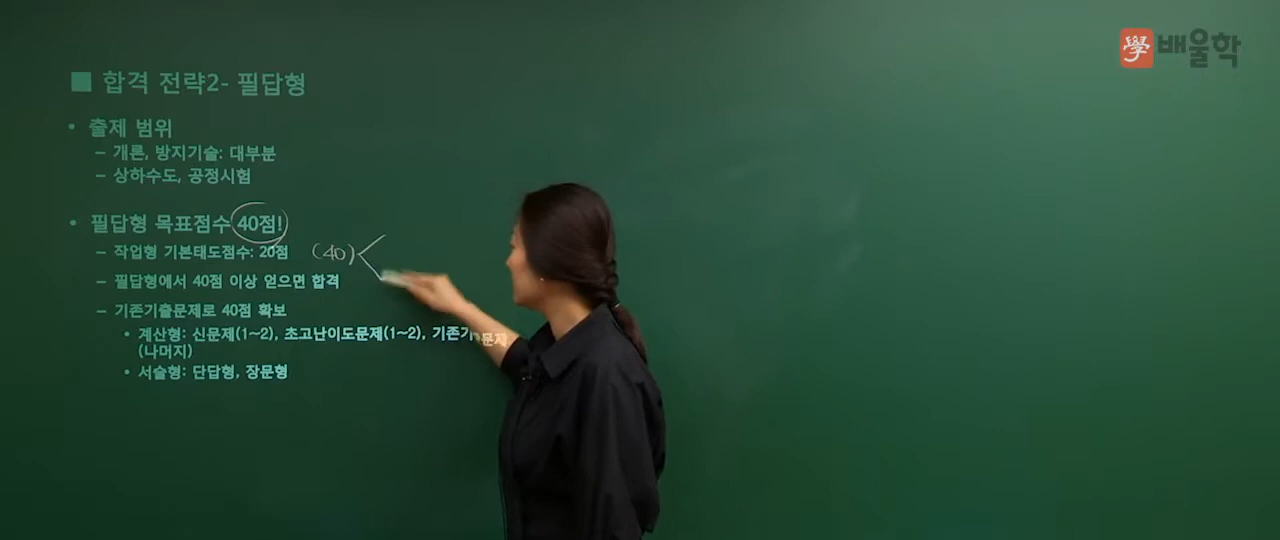 學 배울학
■ 합격 전략2- 필답형
• 출제 범위
– 개론, 방지기술: 대부분
– 상하수도, 공정시험
• 필답형 목표점수 40점!
– 작업형 기본태도점수: 20점 (40)
– 필답형에서 40점 이상 얻으면 합격
– 기존기출문제로 40점 확보
• 계산형: 신문제(1~2), 초고난이도문제(1~2), 기존기 문제
(나머지)
• 서술형: 단답형, 장문형